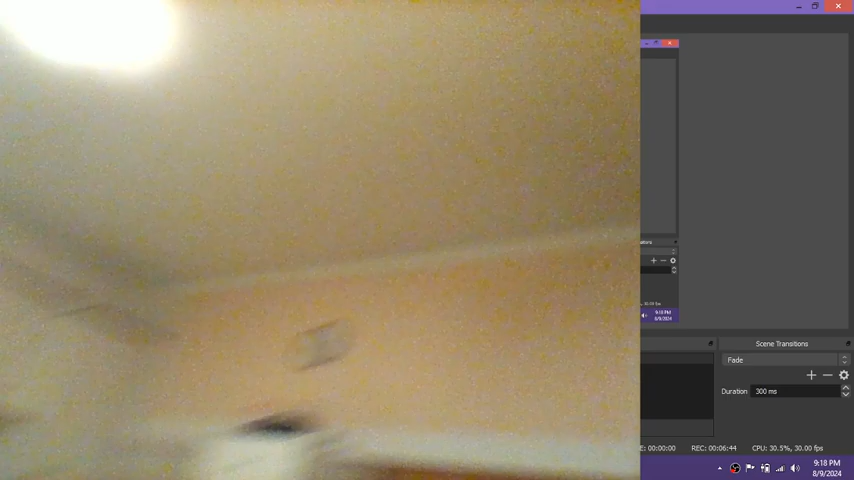 Scene Transitions
Fade
Duration 300 ms
E: 00:00:00 REC: 00:06:44 CPU: 30.5%, 30.00 fps
9:18 PM
8/9/2024
9:18 PM
8/9/2024